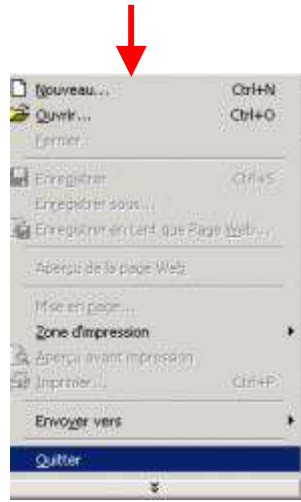 Nouveau... Ctrl+N
Ouvrir... Ctrl+O
Fermer
Enregistrer Ctrl+S
Enregistrer sous...
Enregistrer en tant que Page Web...
Aperçu de la page Web
Mise en page...
Zone d'impression
Aperçu avant impression
Imprimer... Ctrl+P
Envoyer vers
Quitter